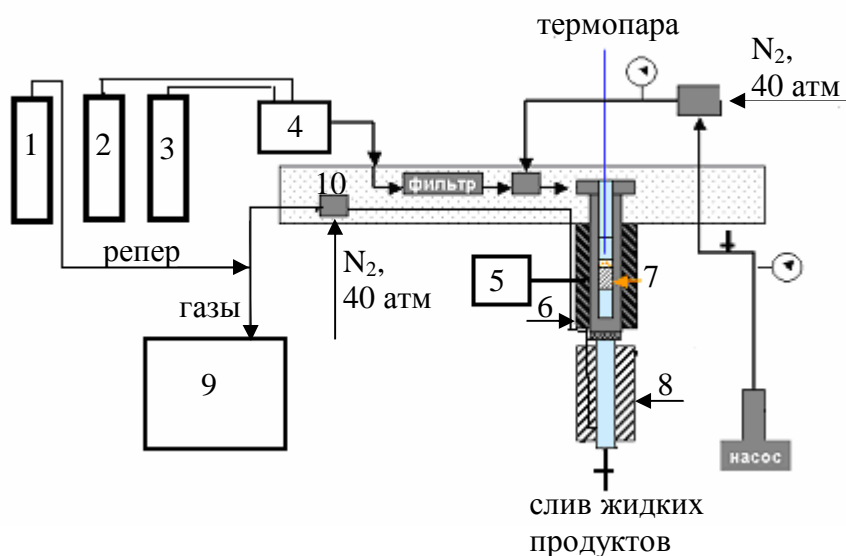 термопара
N₂,
40 атм
1
2
3
4
фильтр
10
репер
N₂,
40 атм
газы
5
6
7
8
9
насос
слив жидких
продуктов